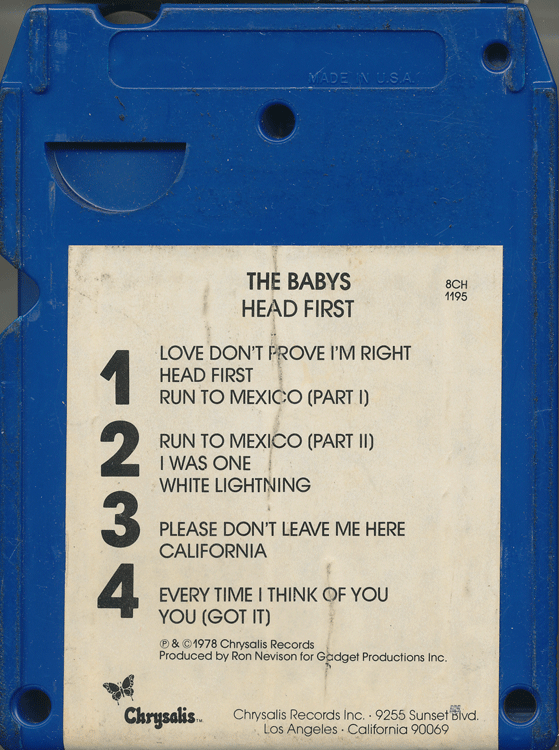 MADE IN U.S.A.
THE BABYS
HEAD FIRST
8CH
1195
1
LOVE DON'T PROVE I'M RIGHT
HEAD FIRST
RUN TO MEXICO (PART I)
2
RUN TO MEXICO (PART II)
I WAS ONE
WHITE LIGHTNING
3
PLEASE DON'T LEAVE ME HERE
CALIFORNIA
4
EVERY TIME I THINK OF YOU
YOU (GOT IT)
℗ & ©1978 Chrysalis Records
Produced by Ron Nevison for Gadget Productions Inc.
Chrysalis™
Chrysalis Records Inc. · 9255 Sunset Blvd.
Los Angeles · California 90069